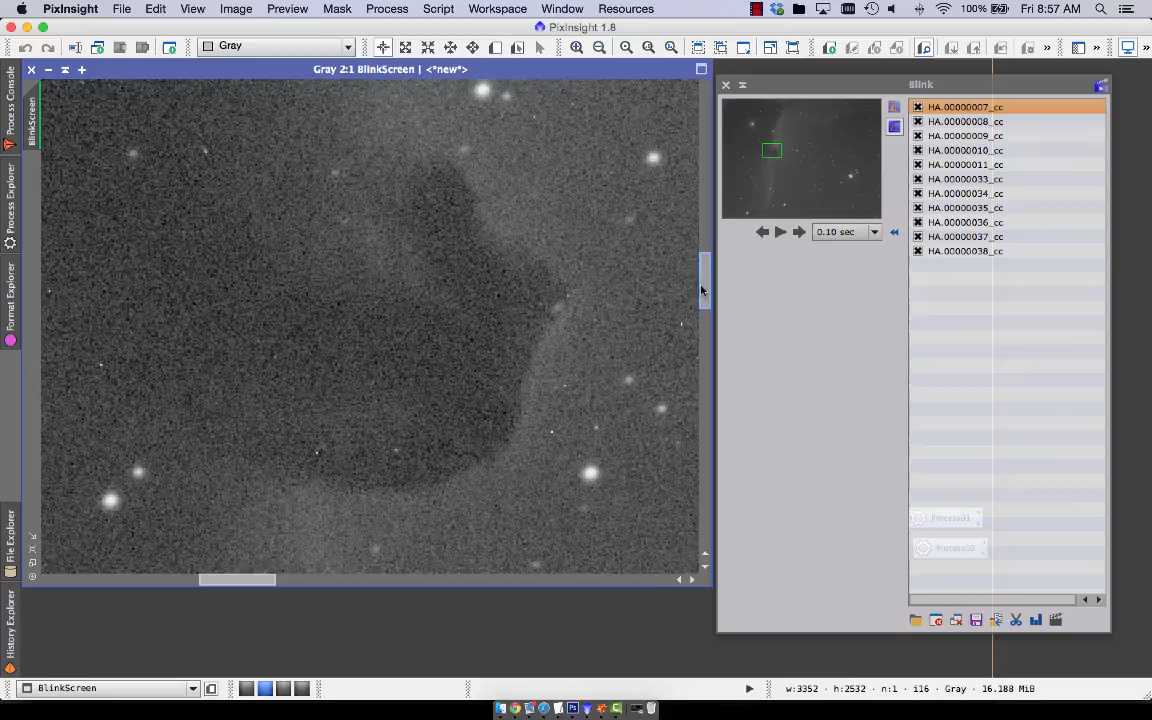 PixInsight File Edit View Image Preview Mask Process Script Workspace Window Resources 100% Fri 8:57 AM
PixInsight 1.8
Gray
Gray 2:1 BlinkScreen | <*new*>
BlinkScreen
Process Console
Process Explorer
Format Explorer
File Explorer
History Explorer
Blink
HA.00000007_cc
HA.00000008_cc
HA.00000009_cc
HA.00000010_cc
HA.00000011_cc
HA.00000033_cc
HA.00000034_cc
HA.00000035_cc
HA.00000036_cc
HA.00000037_cc
HA.00000038_cc
0.10 sec
Process01
Process02
BlinkScreen
w:3352 · h:2532 · n:1 · i16 · Gray · 16.188 MiB